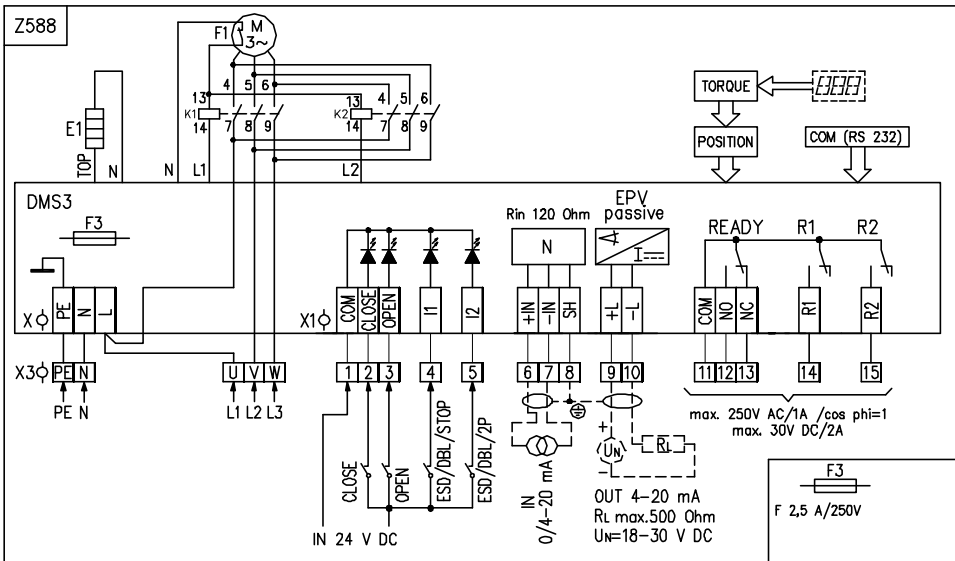 Z588
F1
M
3~
4 5 6
13
K1
14
7 8 9
13
K2
14
4 5 6
7 8 9
E1
TOP
N
N
L1
L2
TORQUE
POSITION
COM (RS 232)
DMS3
F3
Rin 120 Ohm
N
EPV
passive
I
READY
R1
R2
X
PE
N
L
X1
COM
CLOSE
OPEN
I1
I2
+IN
-IN
SH
+L
-L
COM
NO
NC
R1
R2
X3
PE N
U V W
1 2 3 4 5 6 7 8 9 10 11 12 13 14 15
PE N
L1 L2 L3
CLOSE
OPEN
ESD/DBL/STOP
ESD/DBL/2P
IN 24 V DC
IN
0/4-20 mA
+
UN
-
RL
OUT 4-20 mA
RL max.500 Ohm
UN=18-30 V DC
max. 250V AC/1A /cos phi=1
max. 30V DC/2A
F3
F 2,5 A/250V